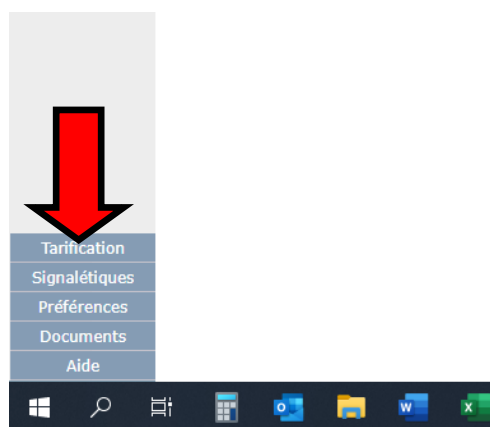 Tarification
Signalétiques
Préférences
Documents
Aide